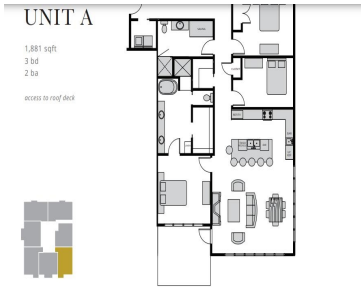 UNIT A
1,881 sqft
3 bd
2 ba
access to roof deck